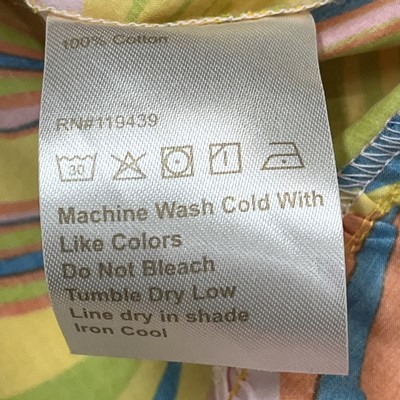 100% Cotton
RN#119439
30
Machine Wash Cold With
Like Colors
Do Not Bleach
Tumble Dry Low
Line dry in shade
Iron Cool